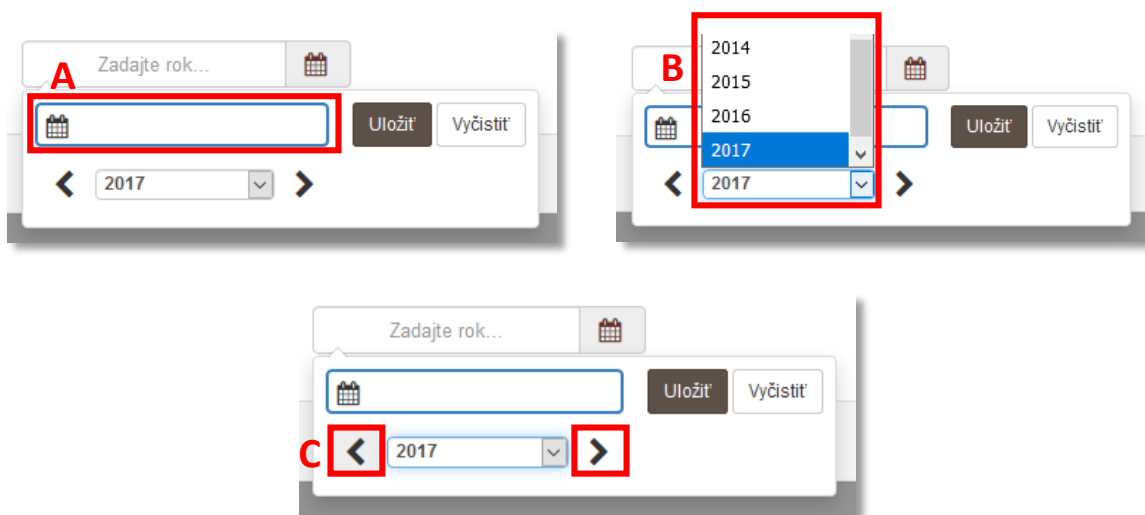 A
Zadajte rok...
Uložiť
Vyčistiť
2017
B
2014
2015
2016
2017
Uložiť
Vyčistiť
2017
Zadajte rok...
Uložiť
Vyčistiť
C
2017